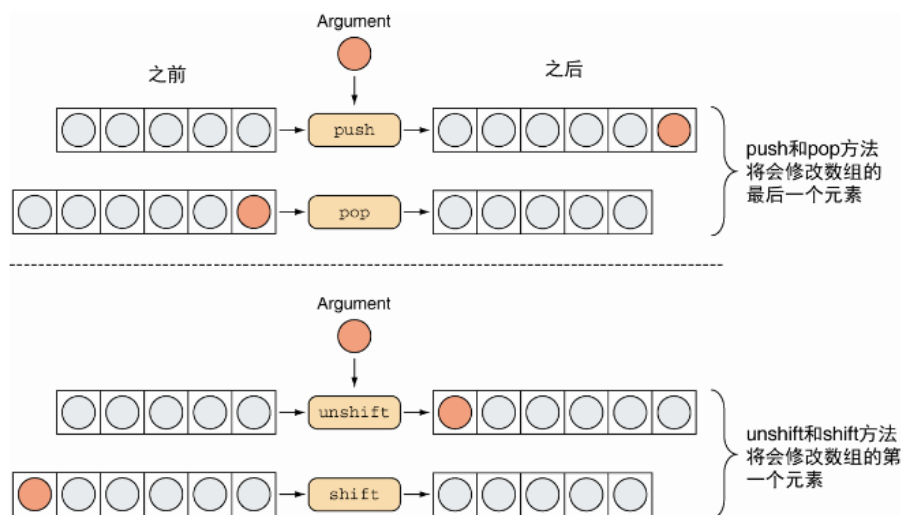 Argument
之前
之后
push
push和pop方法
将会修改数组的
最后一个元素
pop
Argument
unshift
unshift和shift方法
将会修改数组的第
一个元素
shift